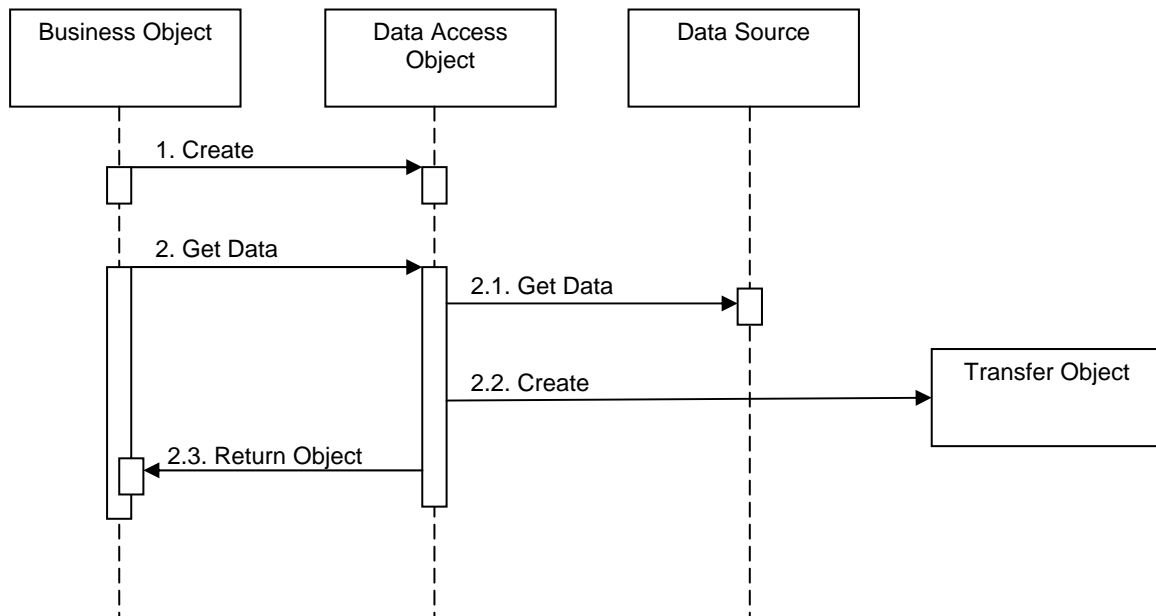 Business Object
Data Access
Object
Data Source
1. Create
2. Get Data
2.1. Get Data
Transfer Object
2.2. Create
2.3. Return Object